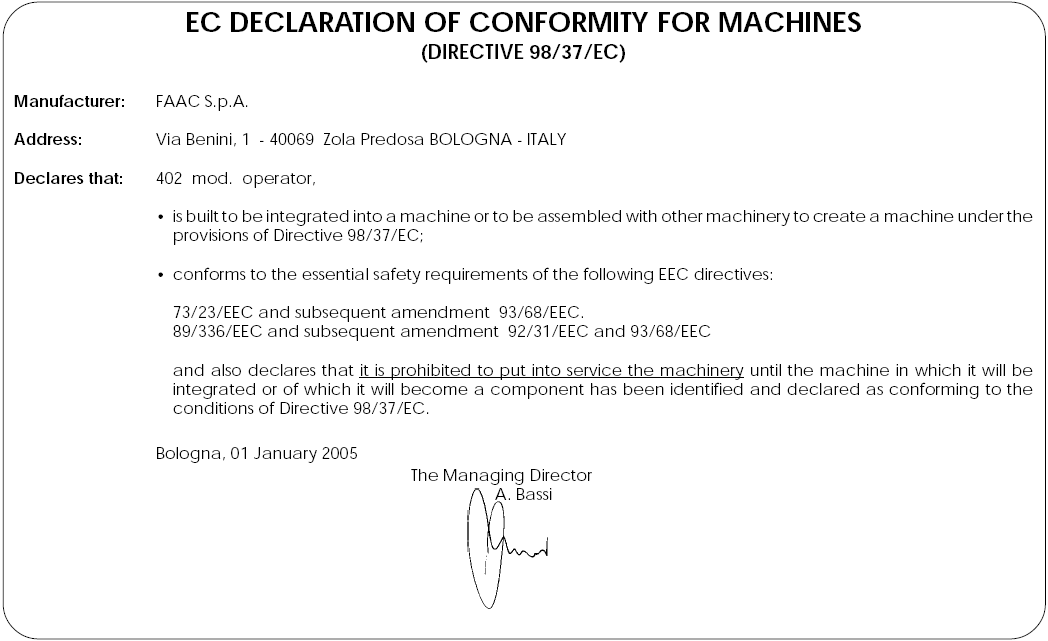 EC DECLARATION OF CONFORMITY FOR MACHINES
(DIRECTIVE 98/37/EC)
Manufacturer: FAAC S.p.A.
Address: Via Benini, 1 - 40069 Zola Predosa BOLOGNA - ITALY
Declares that: 402 mod. operator,
• is built to be integrated into a machine or to be assembled with other machinery to create a machine under the
provisions of Directive 98/37/EC;
• conforms to the essential safety requirements of the following EEC directives:
73/23/EEC and subsequent amendment 93/68/EEC.
89/336/EEC and subsequent amendment 92/31/EEC and 93/68/EEC
and also declares that it is prohibited to put into service the machinery until the machine in which it will be
integrated or of which it will become a component has been identified and declared as conforming to the
conditions of Directive 98/37/EC.
Bologna, 01 January 2005
The Managing Director
A. Bassi